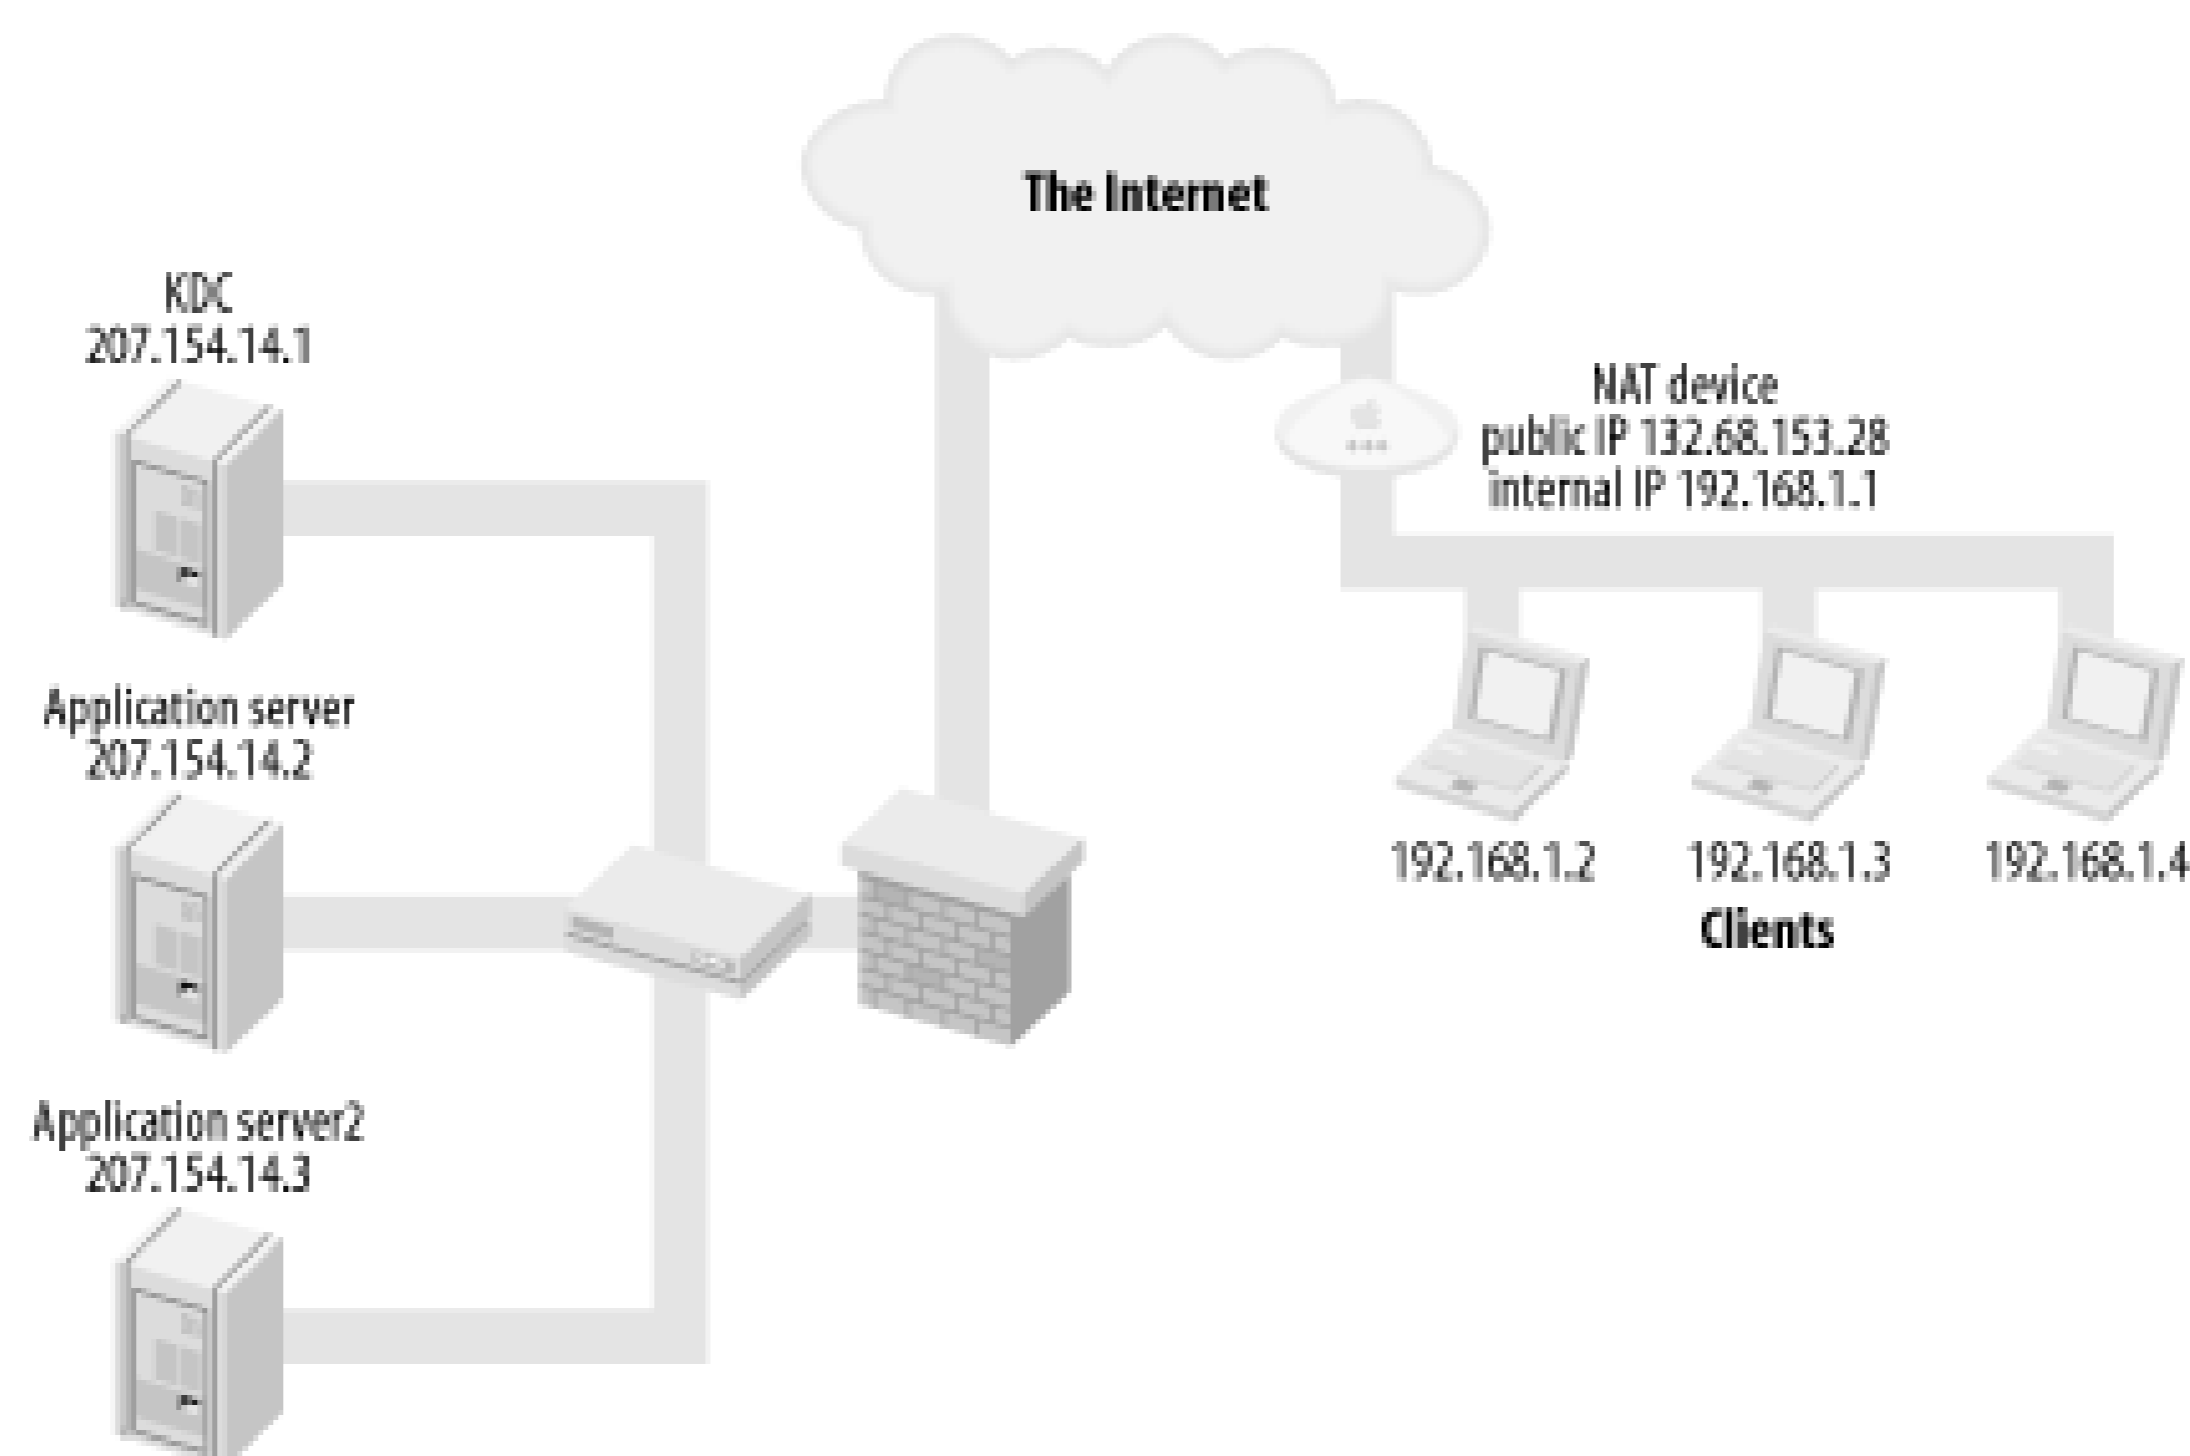 The Internet
KDC
207.154.14.1
NAT device
public IP 132.68.153.28
internal IP 192.168.1.1
Application server
207.154.14.2
192.168.1.2
192.168.1.3
192.168.1.4
Clients
Application server2
207.154.14.3